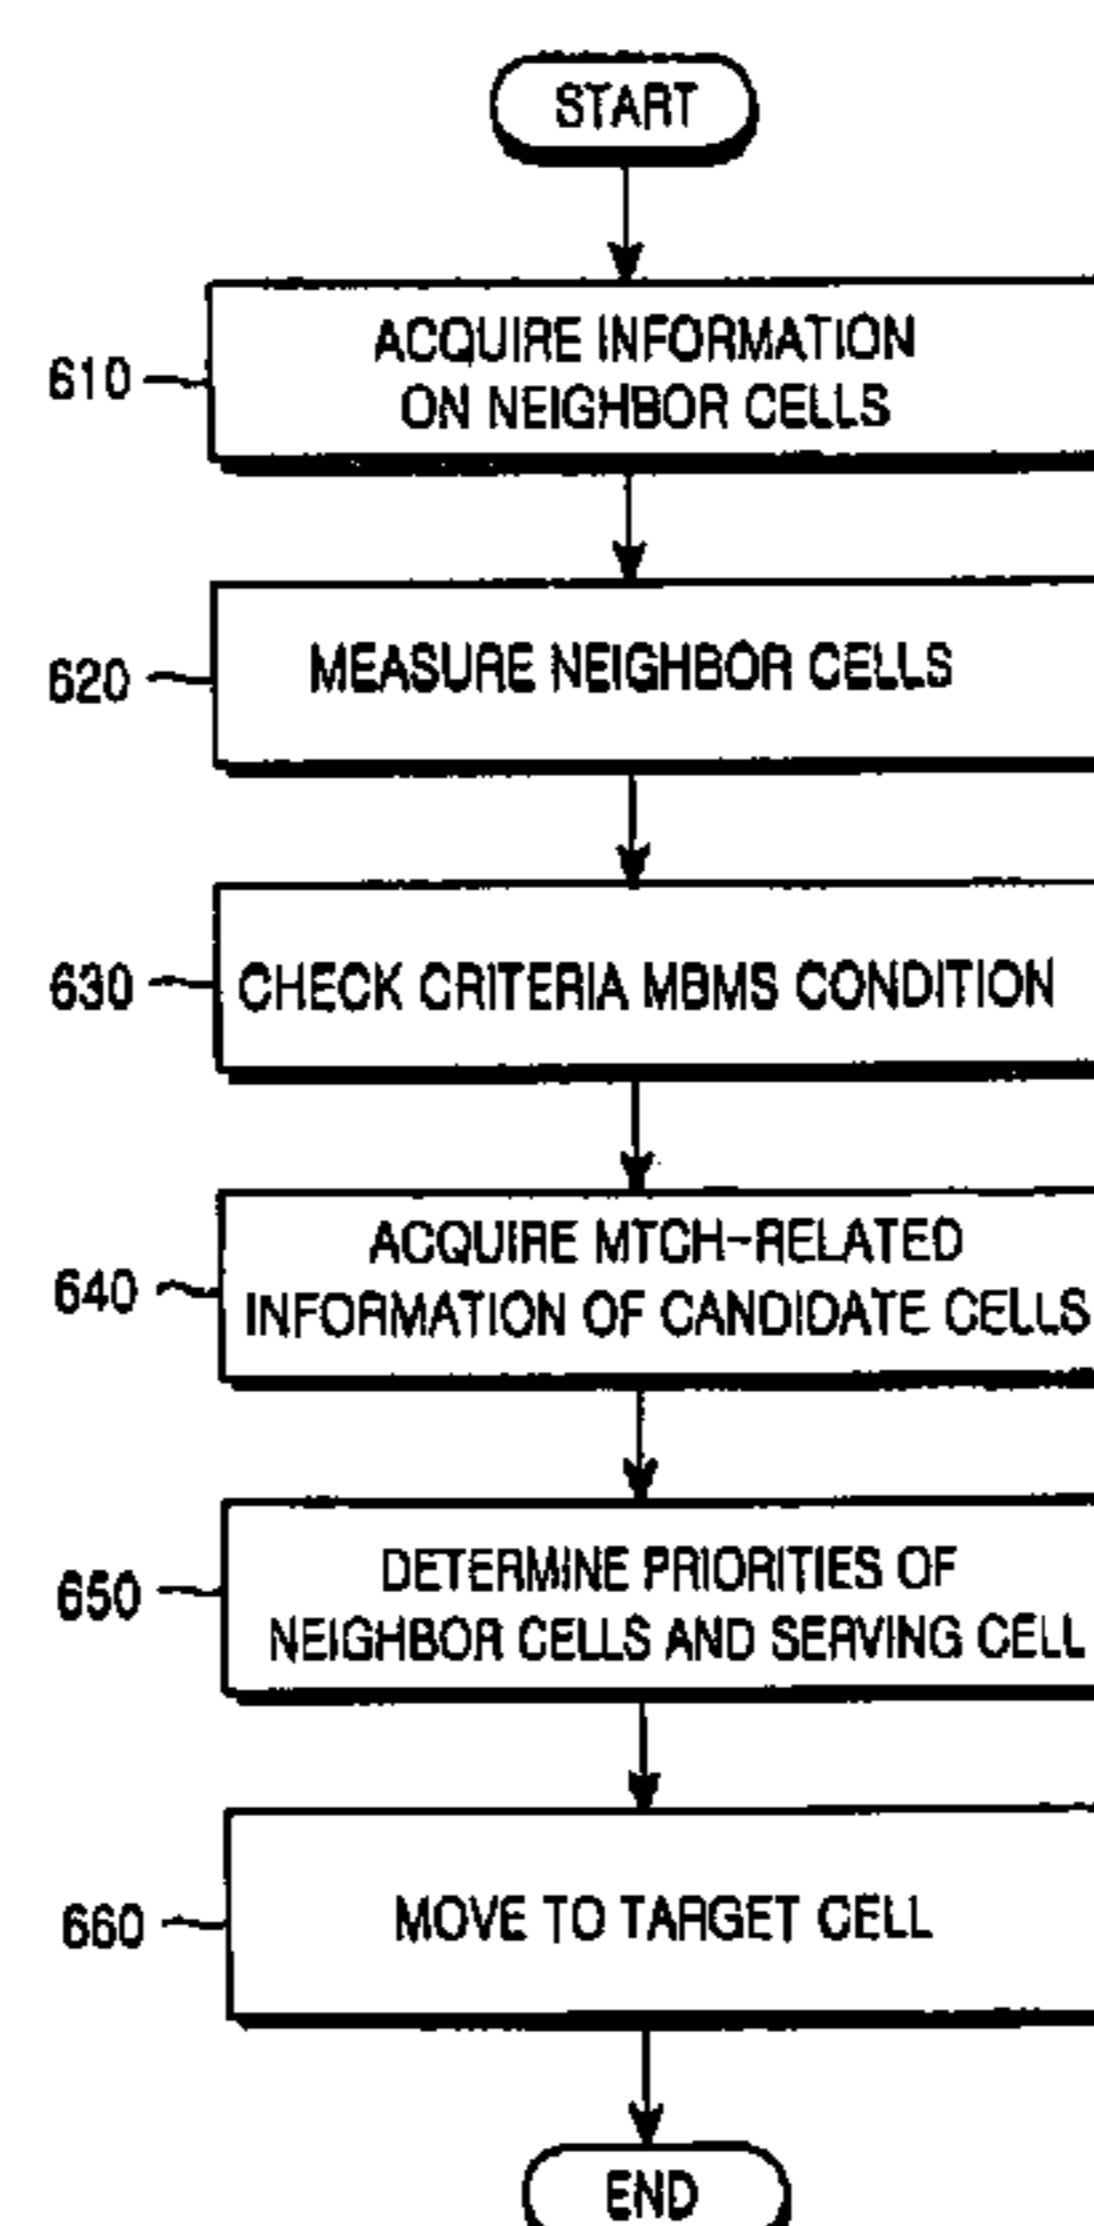 START
610
ACQUIRE INFORMATION
ON NEIGHBOR CELLS
620
MEASURE NEIGHBOR CELLS
630
CHECK CRITERIA MBMS CONDITION
640
ACQUIRE MTCH-RELATED
INFORMATION OF CANDIDATE CELLS
650
DETERMINE PRIORITIES OF
NEIGHBOR CELLS AND SERVING CELL
660
MOVE TO TARGET CELL
END